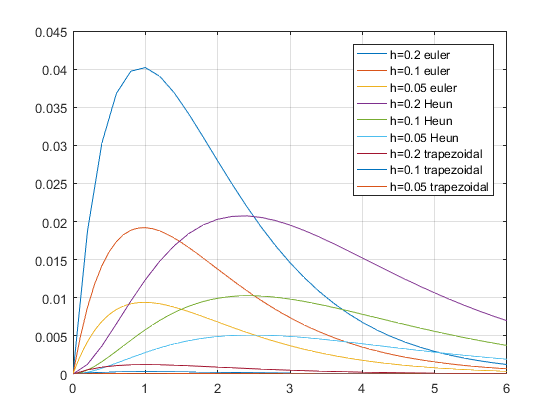 0.045
0.04
0.035
0.03
0.025
0.02
0.015
0.01
0.005
0
0 1 2 3 4 5 6
h=0.2 euler
h=0.1 euler
h=0.05 euler
h=0.2 Heun
h=0.1 Heun
h=0.05 Heun
h=0.2 trapezoidal
h=0.1 trapezoidal
h=0.05 trapezoidal